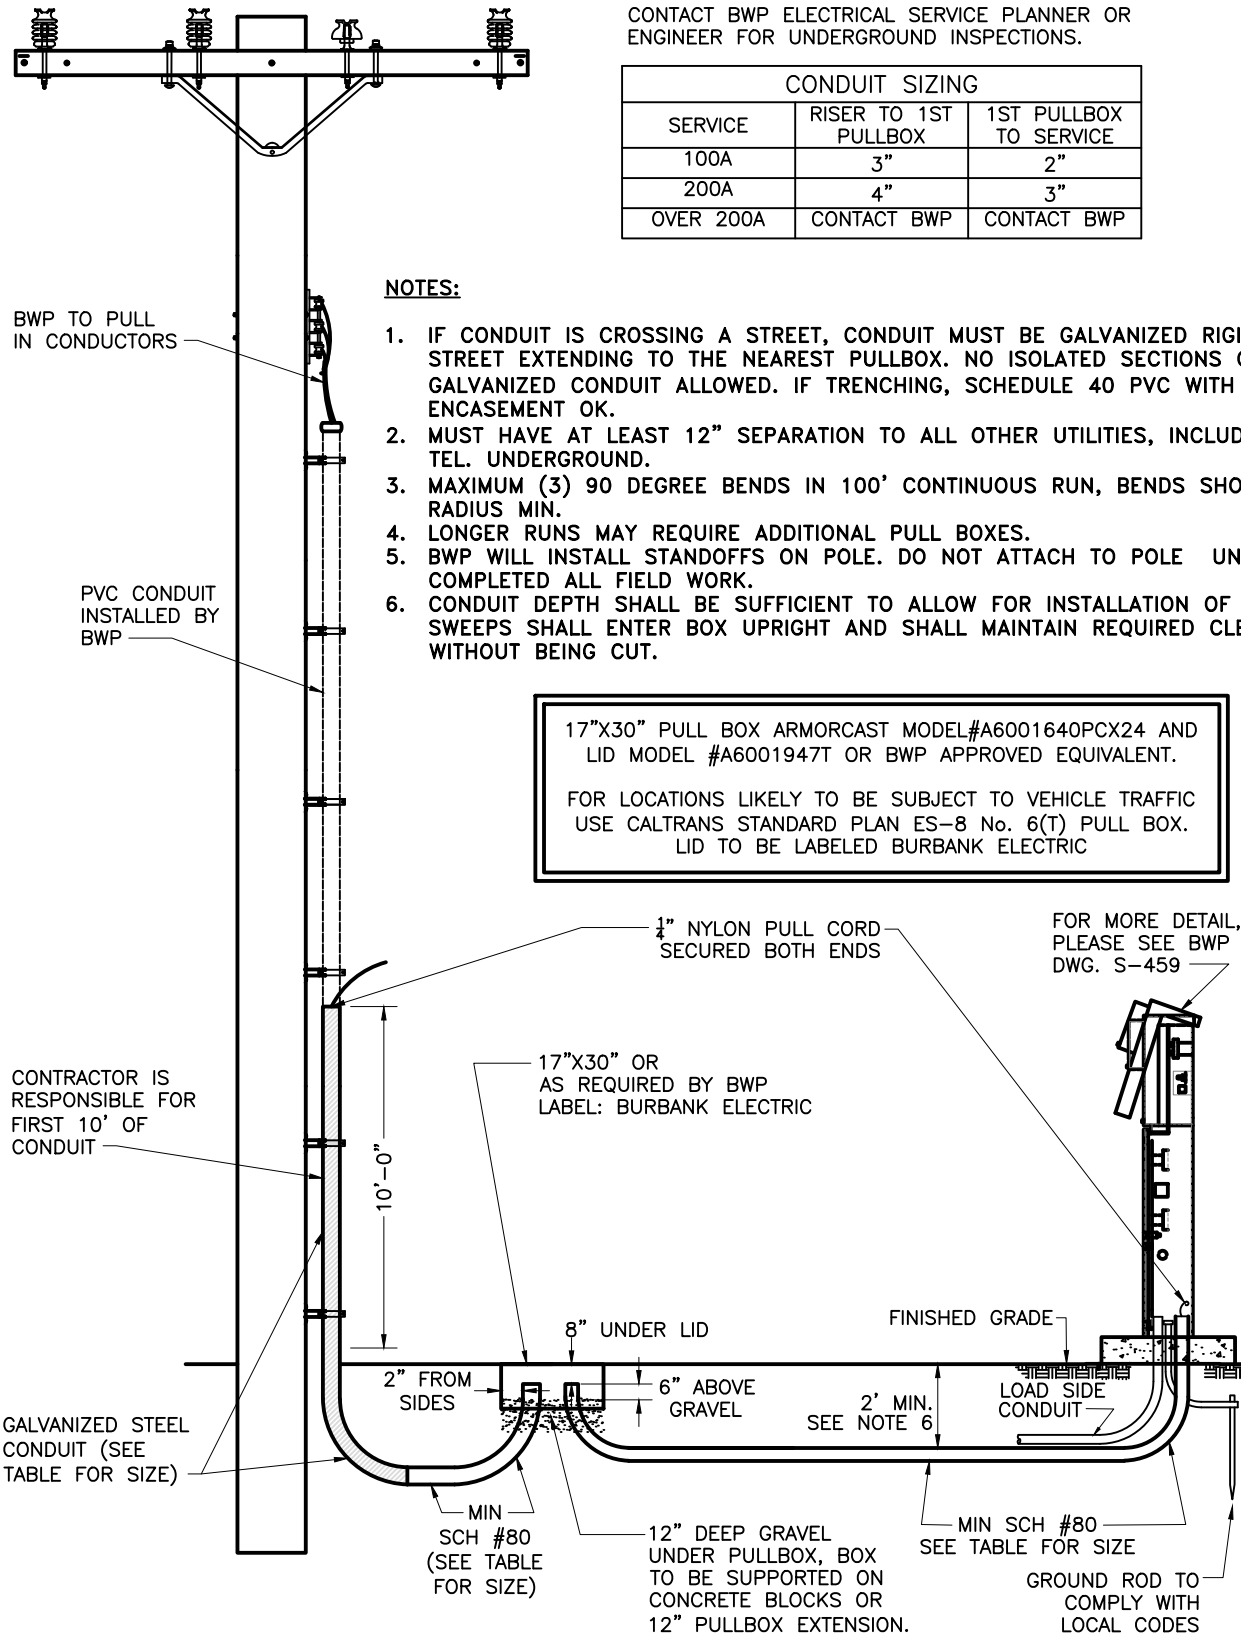 CONTACT BWP ELECTRICAL SERVICE PLANNER OR
ENGINEER FOR UNDERGROUND INSPECTIONS.
CONDUIT SIZING
SERVICE
RISER TO 1ST
PULLBOX
1ST PULLBOX
TO SERVICE
100A
3"
2"
200A
4"
3"
OVER 200A
CONTACT BWP
CONTACT BWP
NOTES:
1. IF CONDUIT IS CROSSING A STREET, CONDUIT MUST BE GALVANIZED RIGI
STREET EXTENDING TO THE NEAREST PULLBOX. NO ISOLATED SECTIONS
GALVANIZED CONDUIT ALLOWED. IF TRENCHING, SCHEDULE 40 PVC WITH
ENCASEMENT OK.
2. MUST HAVE AT LEAST 12" SEPARATION TO ALL OTHER UTILITIES, INCLUD
TEL. UNDERGROUND.
3. MAXIMUM (3) 90 DEGREE BENDS IN 100' CONTINUOUS RUN, BENDS SHO
RADIUS MIN.
4. LONGER RUNS MAY REQUIRE ADDITIONAL PULL BOXES.
5. BWP WILL INSTALL STANDOFFS ON POLE. DO NOT ATTACH TO POLE UN
COMPLETED ALL FIELD WORK.
6. CONDUIT DEPTH SHALL BE SUFFICIENT TO ALLOW FOR INSTALLATION OF
SWEEPS SHALL ENTER BOX UPRIGHT AND SHALL MAINTAIN REQUIRED CLE
WITHOUT BEING CUT.
BWP TO PULL
IN CONDUCTORS
PVC CONDUIT
INSTALLED BY
BWP
17"X30" PULL BOX ARMORCAST MODEL#A6001640PCX24 AND
LID MODEL #A6001947T OR BWP APPROVED EQUIVALENT.
FOR LOCATIONS LIKELY TO BE SUBJECT TO VEHICLE TRAFFIC
USE CALTRANS STANDARD PLAN ES-8 No. 6(T) PULL BOX.
LID TO BE LABELED BURBANK ELECTRIC
1/4" NYLON PULL CORD
SECURED BOTH ENDS
FOR MORE DETAIL,
PLEASE SEE BWP
DWG. S-459
17"X30" OR
AS REQUIRED BY BWP
LABEL: BURBANK ELECTRIC
CONTRACTOR IS
RESPONSIBLE FOR
FIRST 10' OF
CONDUIT
10'-0"
8" UNDER LID
FINISHED GRADE
2" FROM
SIDES
6" ABOVE
GRAVEL
2' MIN.
SEE NOTE 6
LOAD SIDE
CONDUIT
GALVANIZED STEEL
CONDUIT (SEE
TABLE FOR SIZE)
MIN
SCH #80
(SEE TABLE
FOR SIZE)
12" DEEP GRAVEL
UNDER PULLBOX, BOX
TO BE SUPPORTED ON
CONCRETE BLOCKS OR
12" PULLBOX EXTENSION.
MIN SCH #80
SEE TABLE FOR SIZE
GROUND ROD TO
COMPLY WITH
LOCAL CODES